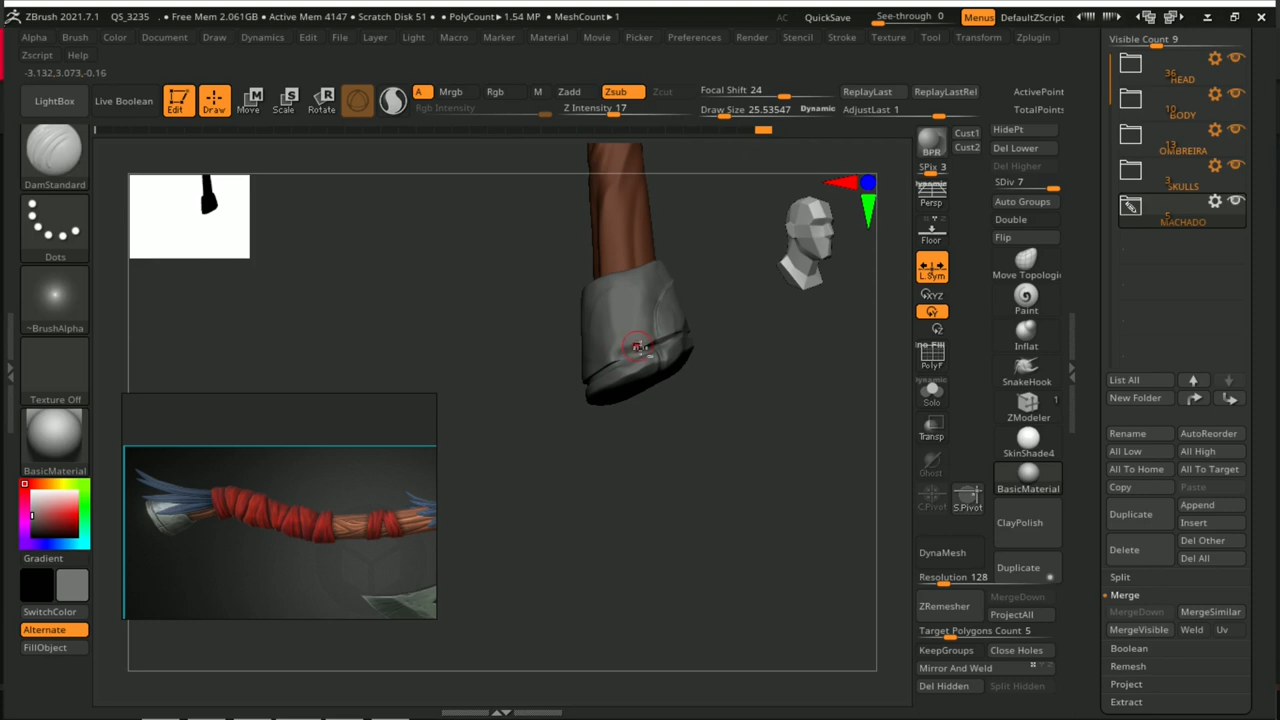 ZBrush 2021.7.1 QS_3235 . • Free Mem 2.061GB • Active Mem 4147 • Scratch Disk 51 • PolyCount▸1.54 MP • MeshCount▸1 AC QuickSave See-through 0 Menus DefaultZScript
Alpha Brush Color Document Draw Dynamics Edit File Layer Light Macro Marker Material Movie Picker Preferences Render Stencil Stroke Texture Tool Transform Zplugin
Zscript Help
-3.132,3.073,-0.16
LightBox Live Boolean Edit Draw Move Scale Rotate
A Mrgb Rgb M Zadd Zsub Zcut Focal Shift 24 ReplayLast ReplayLastRel ActivePoint
Rgb Intensity Z Intensity 17 Draw Size 25.53547 Dynamic AdjustLast 1 TotalPoints
DamStandard
Dots
~BrushAlpha
Texture Off
BasicMaterial
Gradient
SwitchColor
Alternate
FillObject
BPR
SPix 3
Dynamic
Persp
Floor
L.Sym
XYZ
Y
Z
PolyF
Dynamic
Solo
Transp
Ghost
C.Pivot S.Pivot
Cust1
Cust2
HidePt
Del Lower
Del Higher
SDiv 7
Auto Groups
Double
Flip
Move Topologic
Paint
Inflat
SnakeHook
1
ZModeler
SkinShade4
BasicMaterial
ClayPolish
DynaMesh
Duplicate
Resolution 128
ZRemesher
MergeDown
ProjectAll
Target Polygons Count 5
KeepGroups Close Holes
Mirror And Weld
Del Hidden Split Hidden
Visible Count 9
36
HEAD
10
BODY
13
OMBREIRA
3
SKULLS
5
MACHADO
List All
New Folder
Rename AutoReorder
All Low All High
All To Home All To Target
Copy Paste
Duplicate Append
Insert
Delete Del Other
Del All
Split
Merge
MergeDown MergeSimilar
MergeVisible Weld Uv
Boolean
Remesh
Project
Extract